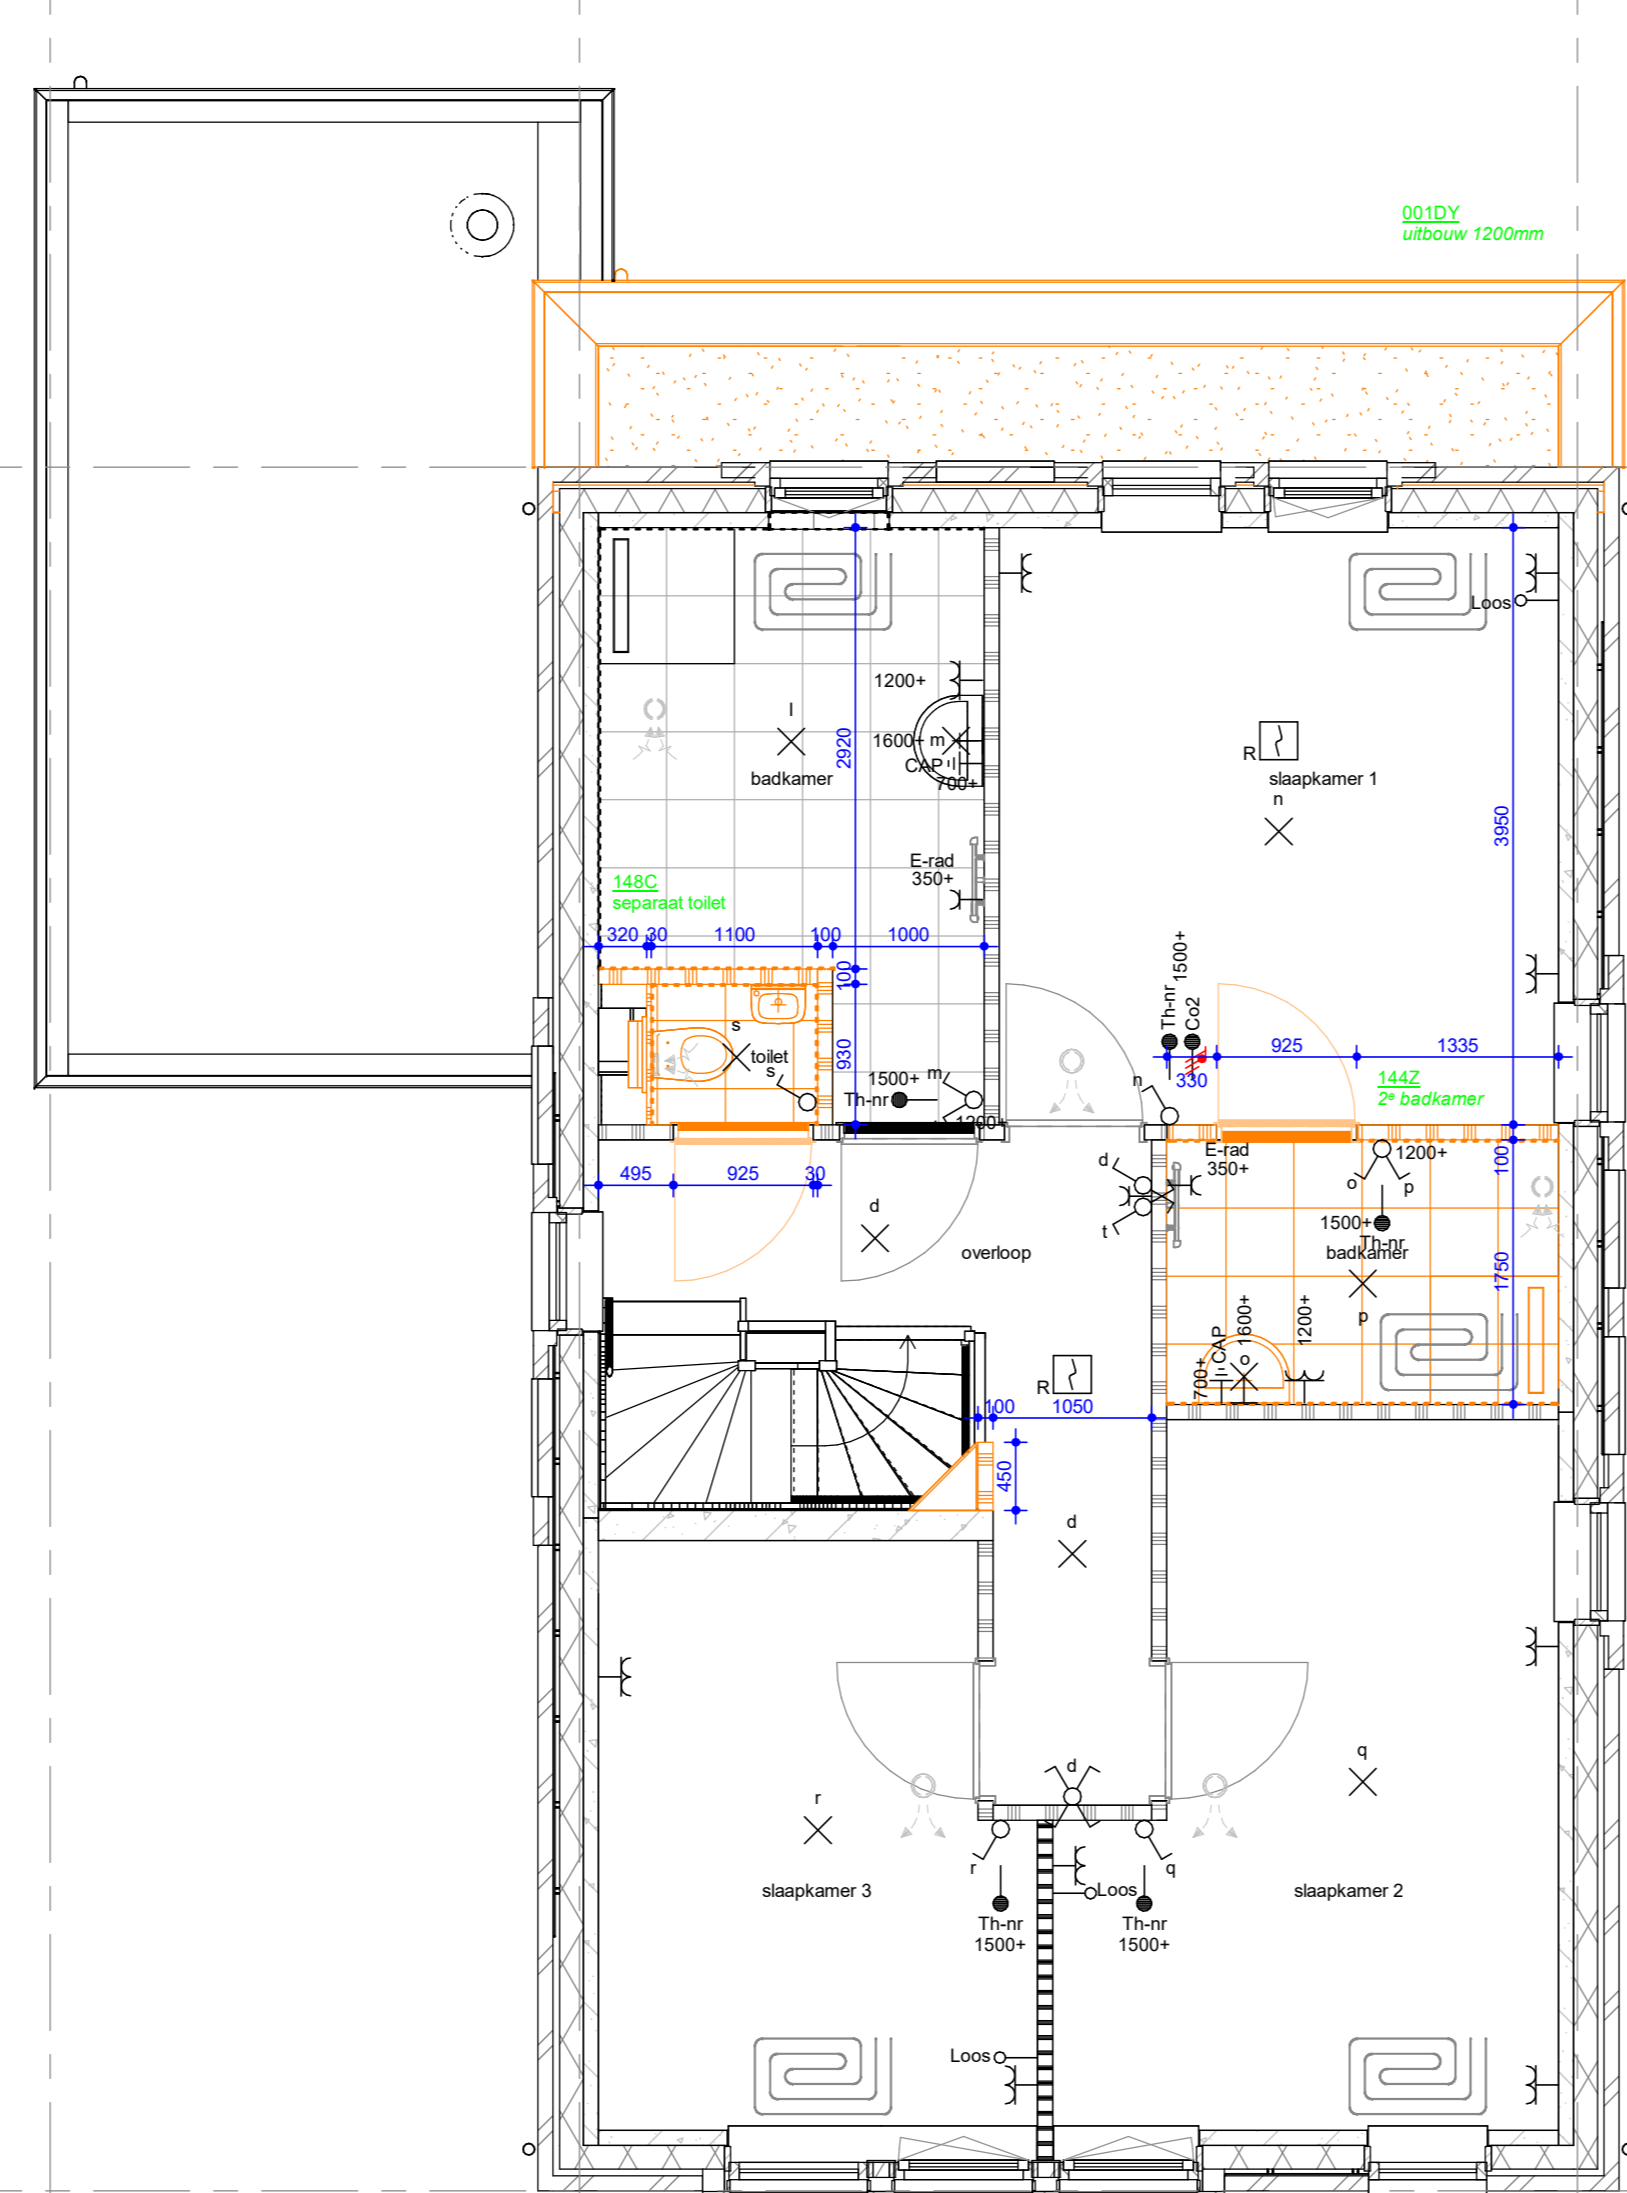 001DY
uitbouw 1200mm
Loos
1200+
l
1600+ m
CAP
700+
badkamer
2920
R
slaapkamer 1
n
3950
E-rad
350+
148C
separaat toilet
320
30
1100
100
1000
100
1500+
Th-nr
Co2
s
toilet
s
930
1500+
m
Th-nr
1200+
n
330
925
1335
144Z
2e badkamer
495
925
30
d
d
t
E-rad
350+
1200+
o
p
100
1500+
Th-nr
badkamer
overloop
1750
p
700+
CAP
o
1600+
1200+
R
100
1050
450
d
d
q
r
r
q
slaapkamer 3
Loos
slaapkamer 2
Th-nr
1500+
Th-nr
1500+
Loos